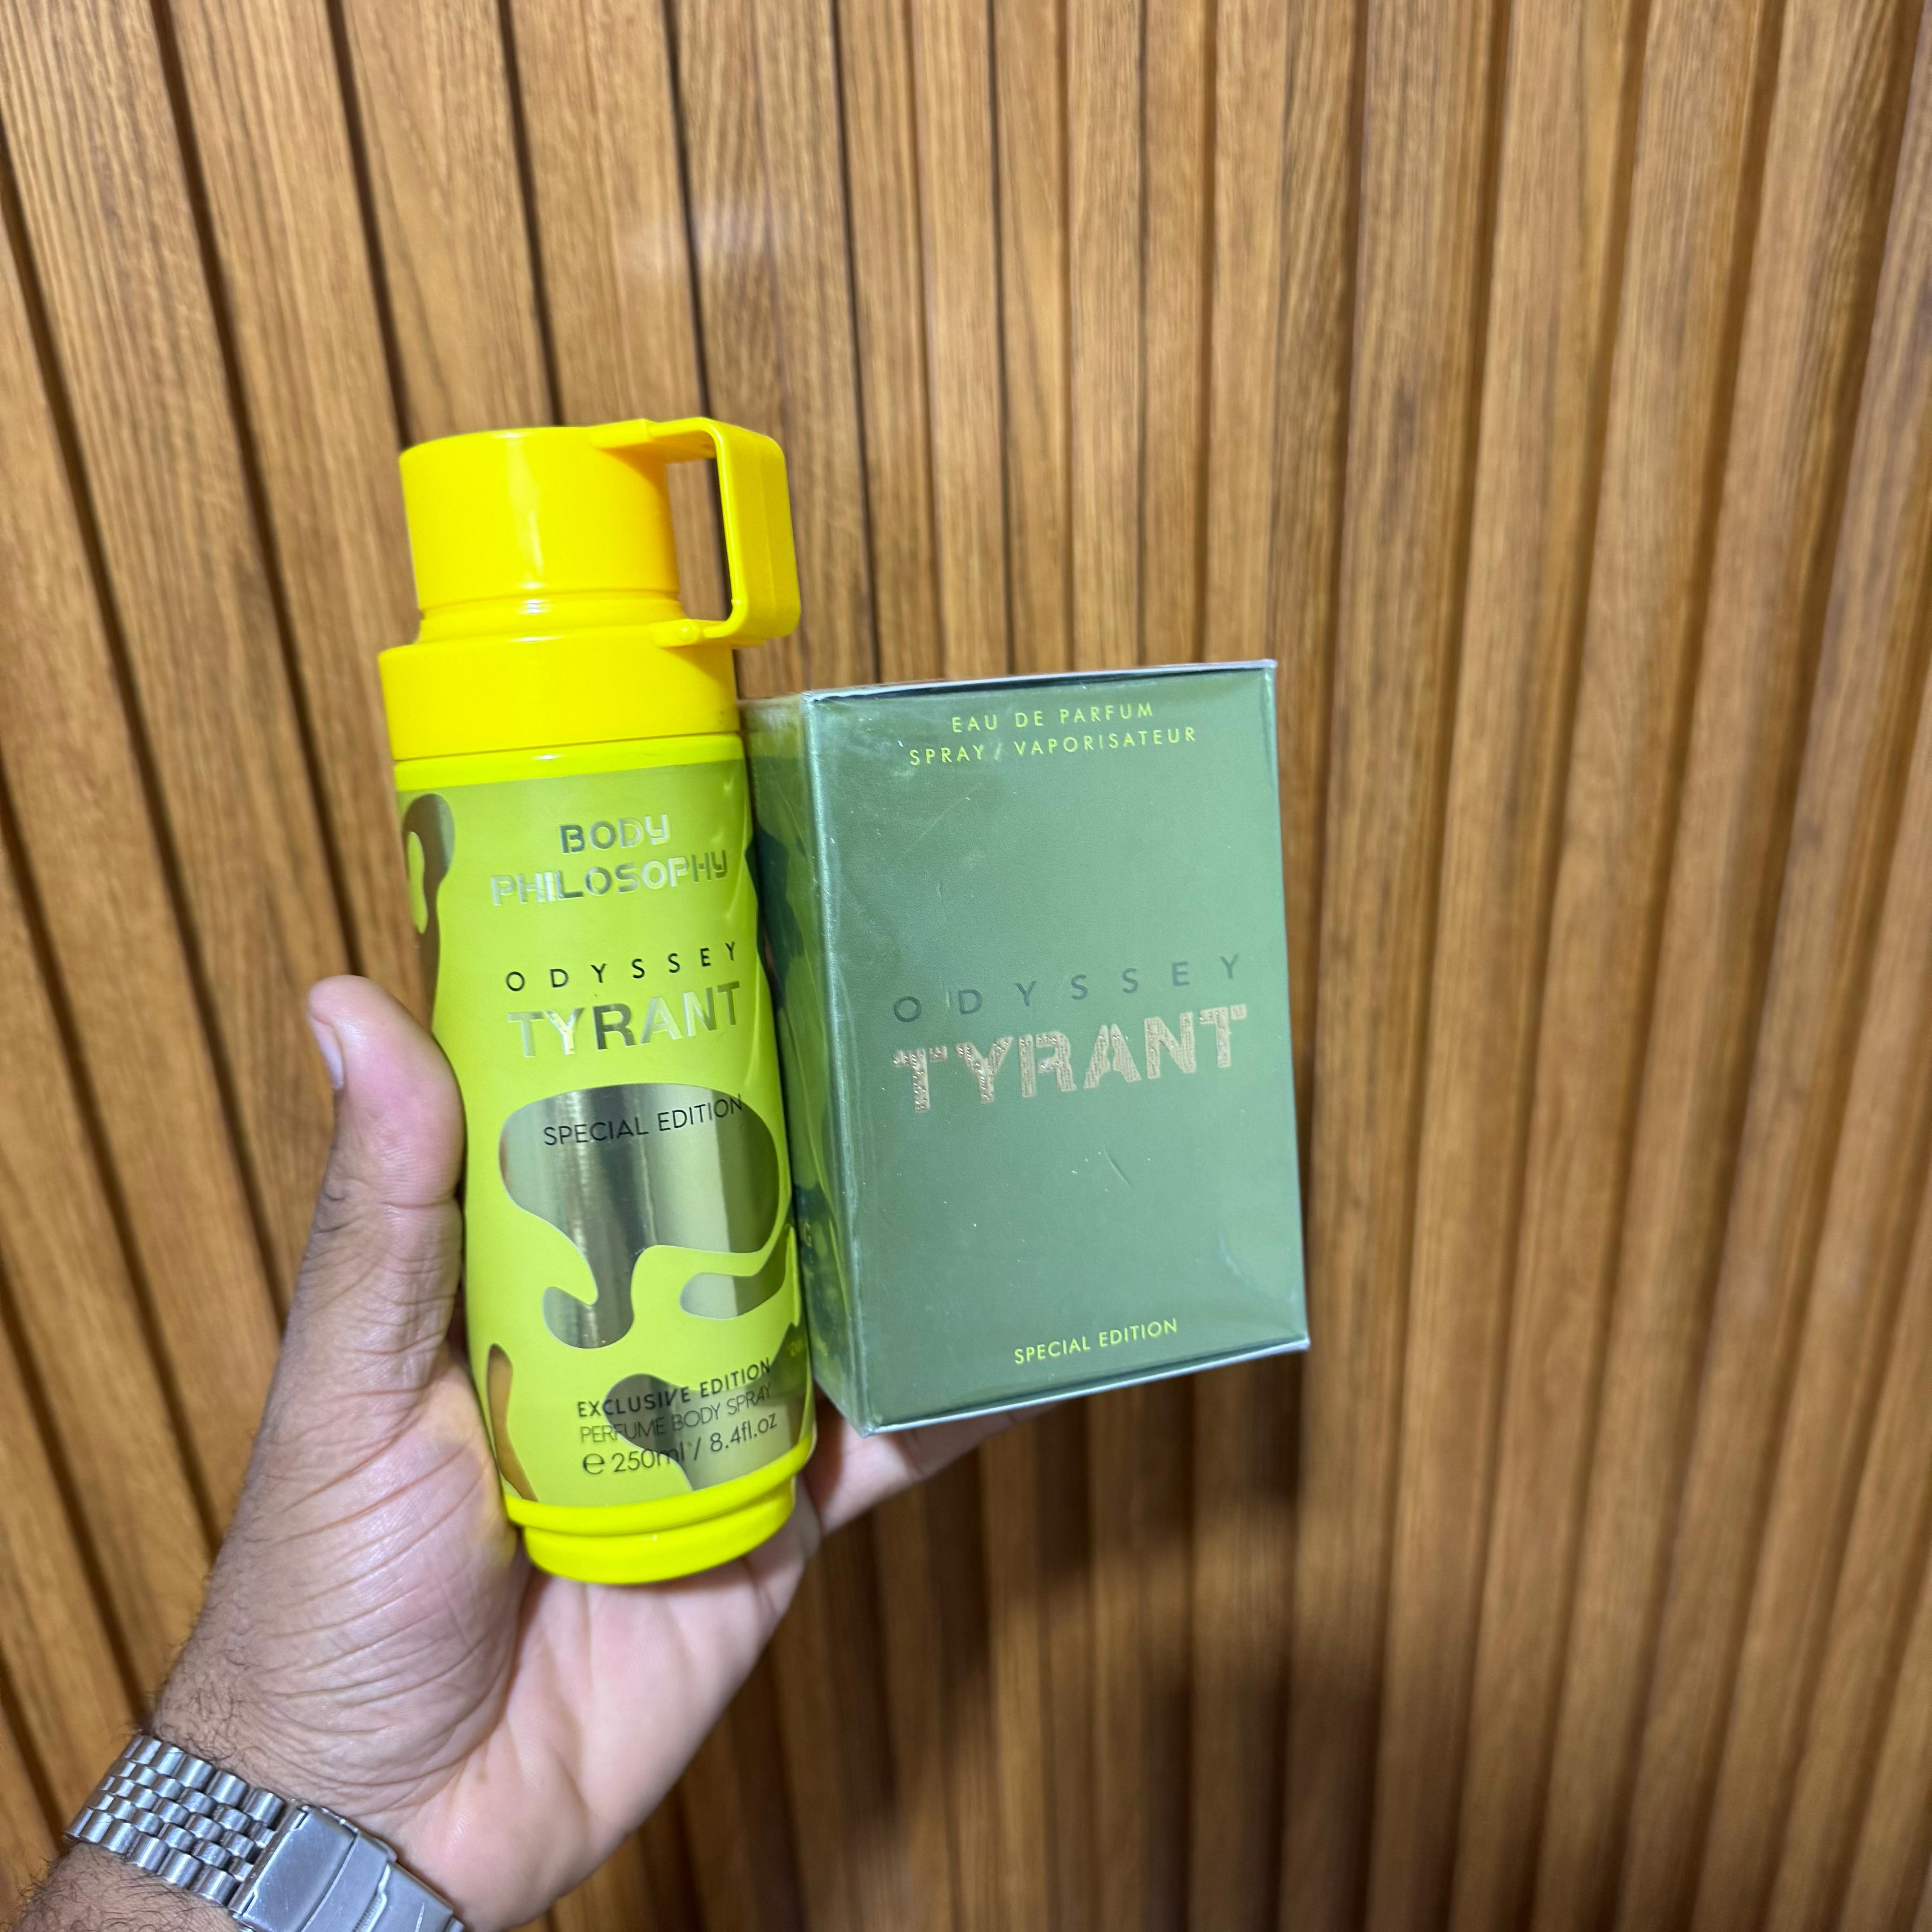 BODY
PHILOSOPHY
ODYSSEY
TYRANT
SPECIAL EDITION
EXCLUSIVE EDITION
PERFUME BODY SPRAY
℮ 250ml / 8.4fl.oz
EAU DE PARFUM
SPRAY / VAPORISATEUR
ODYSSEY
TYRANT
SPECIAL EDITION